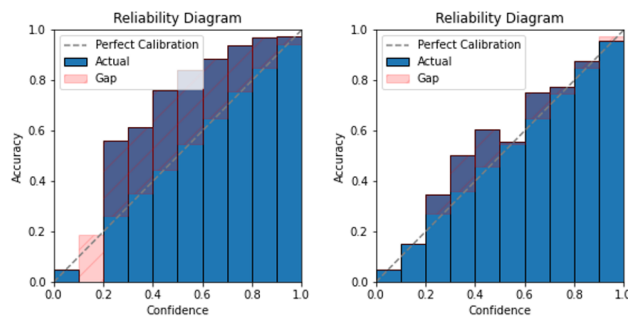 Reliability Diagram
Perfect Calibration
Actual
Gap
Accuracy
1.0
0.8
0.6
0.4
0.2
0.0
0.0 0.2 0.4 0.6 0.8 1.0
Confidence
Reliability Diagram
Perfect Calibration
Actual
Gap
Accuracy
1.0
0.8
0.6
0.4
0.2
0.0
0.0 0.2 0.4 0.6 0.8 1.0
Confidence